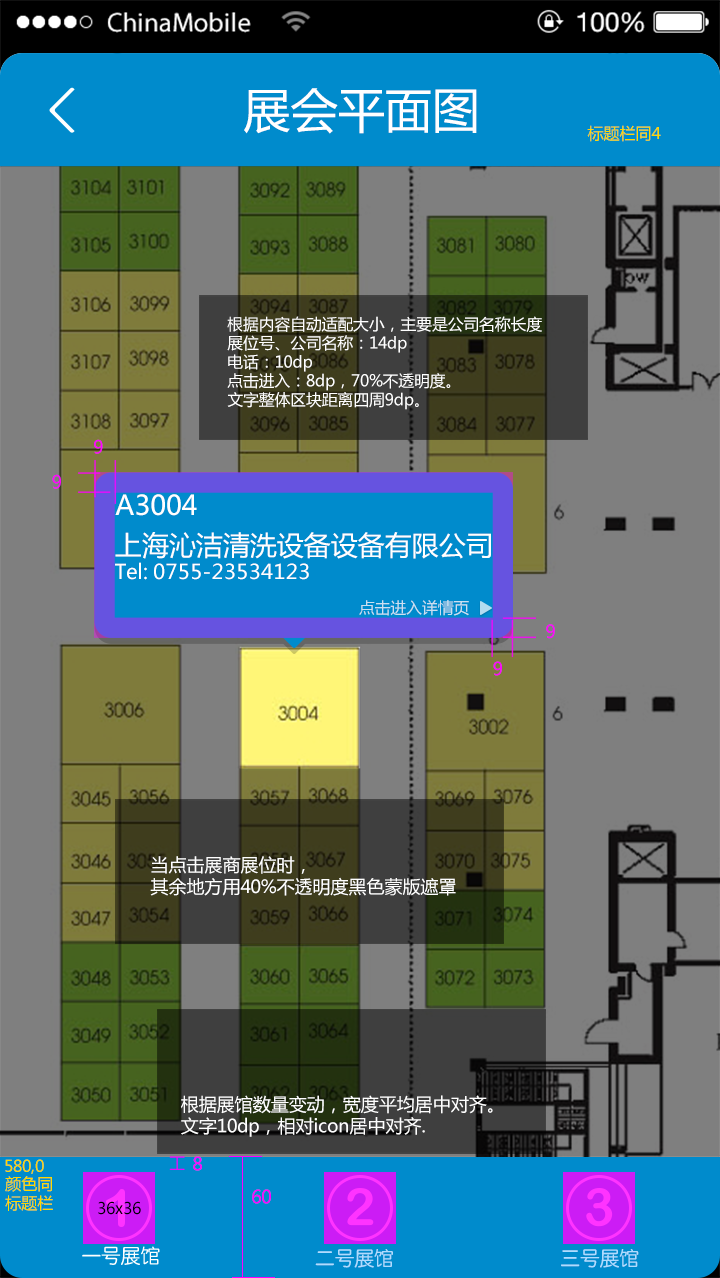 ChinaMobile 100%
展会平面图
标题栏同4
3104 3101 3092 3089
3105 3100 3093 3088 3081 3080
3106 3099 3094 3087 3082 3079
根据内容自动适配大小，主要是公司名称长度
展位号、公司名称：14dp
电话：10dp
点击进入：8dp，70%不透明度。
文字整体区块距离四周9dp。
3107 3098 3086 3083 3078
3108 3097 3096 3085 3084 3077
9
9
A3004
上海沁洁清洗设备设备有限公司
Tel: 0755-23534123
点击进入详情页
6
9
9
3006 3004 3002 6
3045 3056 3057 3068 3069 3076
3046 3067 3070 3075
当点击展商展位时，
其余地方用40%不透明度黑色蒙版遮罩
3047 3054 3059 3066 3071 3074
3048 3053 3060 3065 3072 3073
3049 3052 3061 3064
3050 3051 3062 3063
根据展馆数量变动，宽度平均居中对齐。
文字10dp，相对icon居中对齐.
580,0
颜色同
标题栏
8
60
1 2 3
36x36
一号展馆 二号展馆 三号展馆